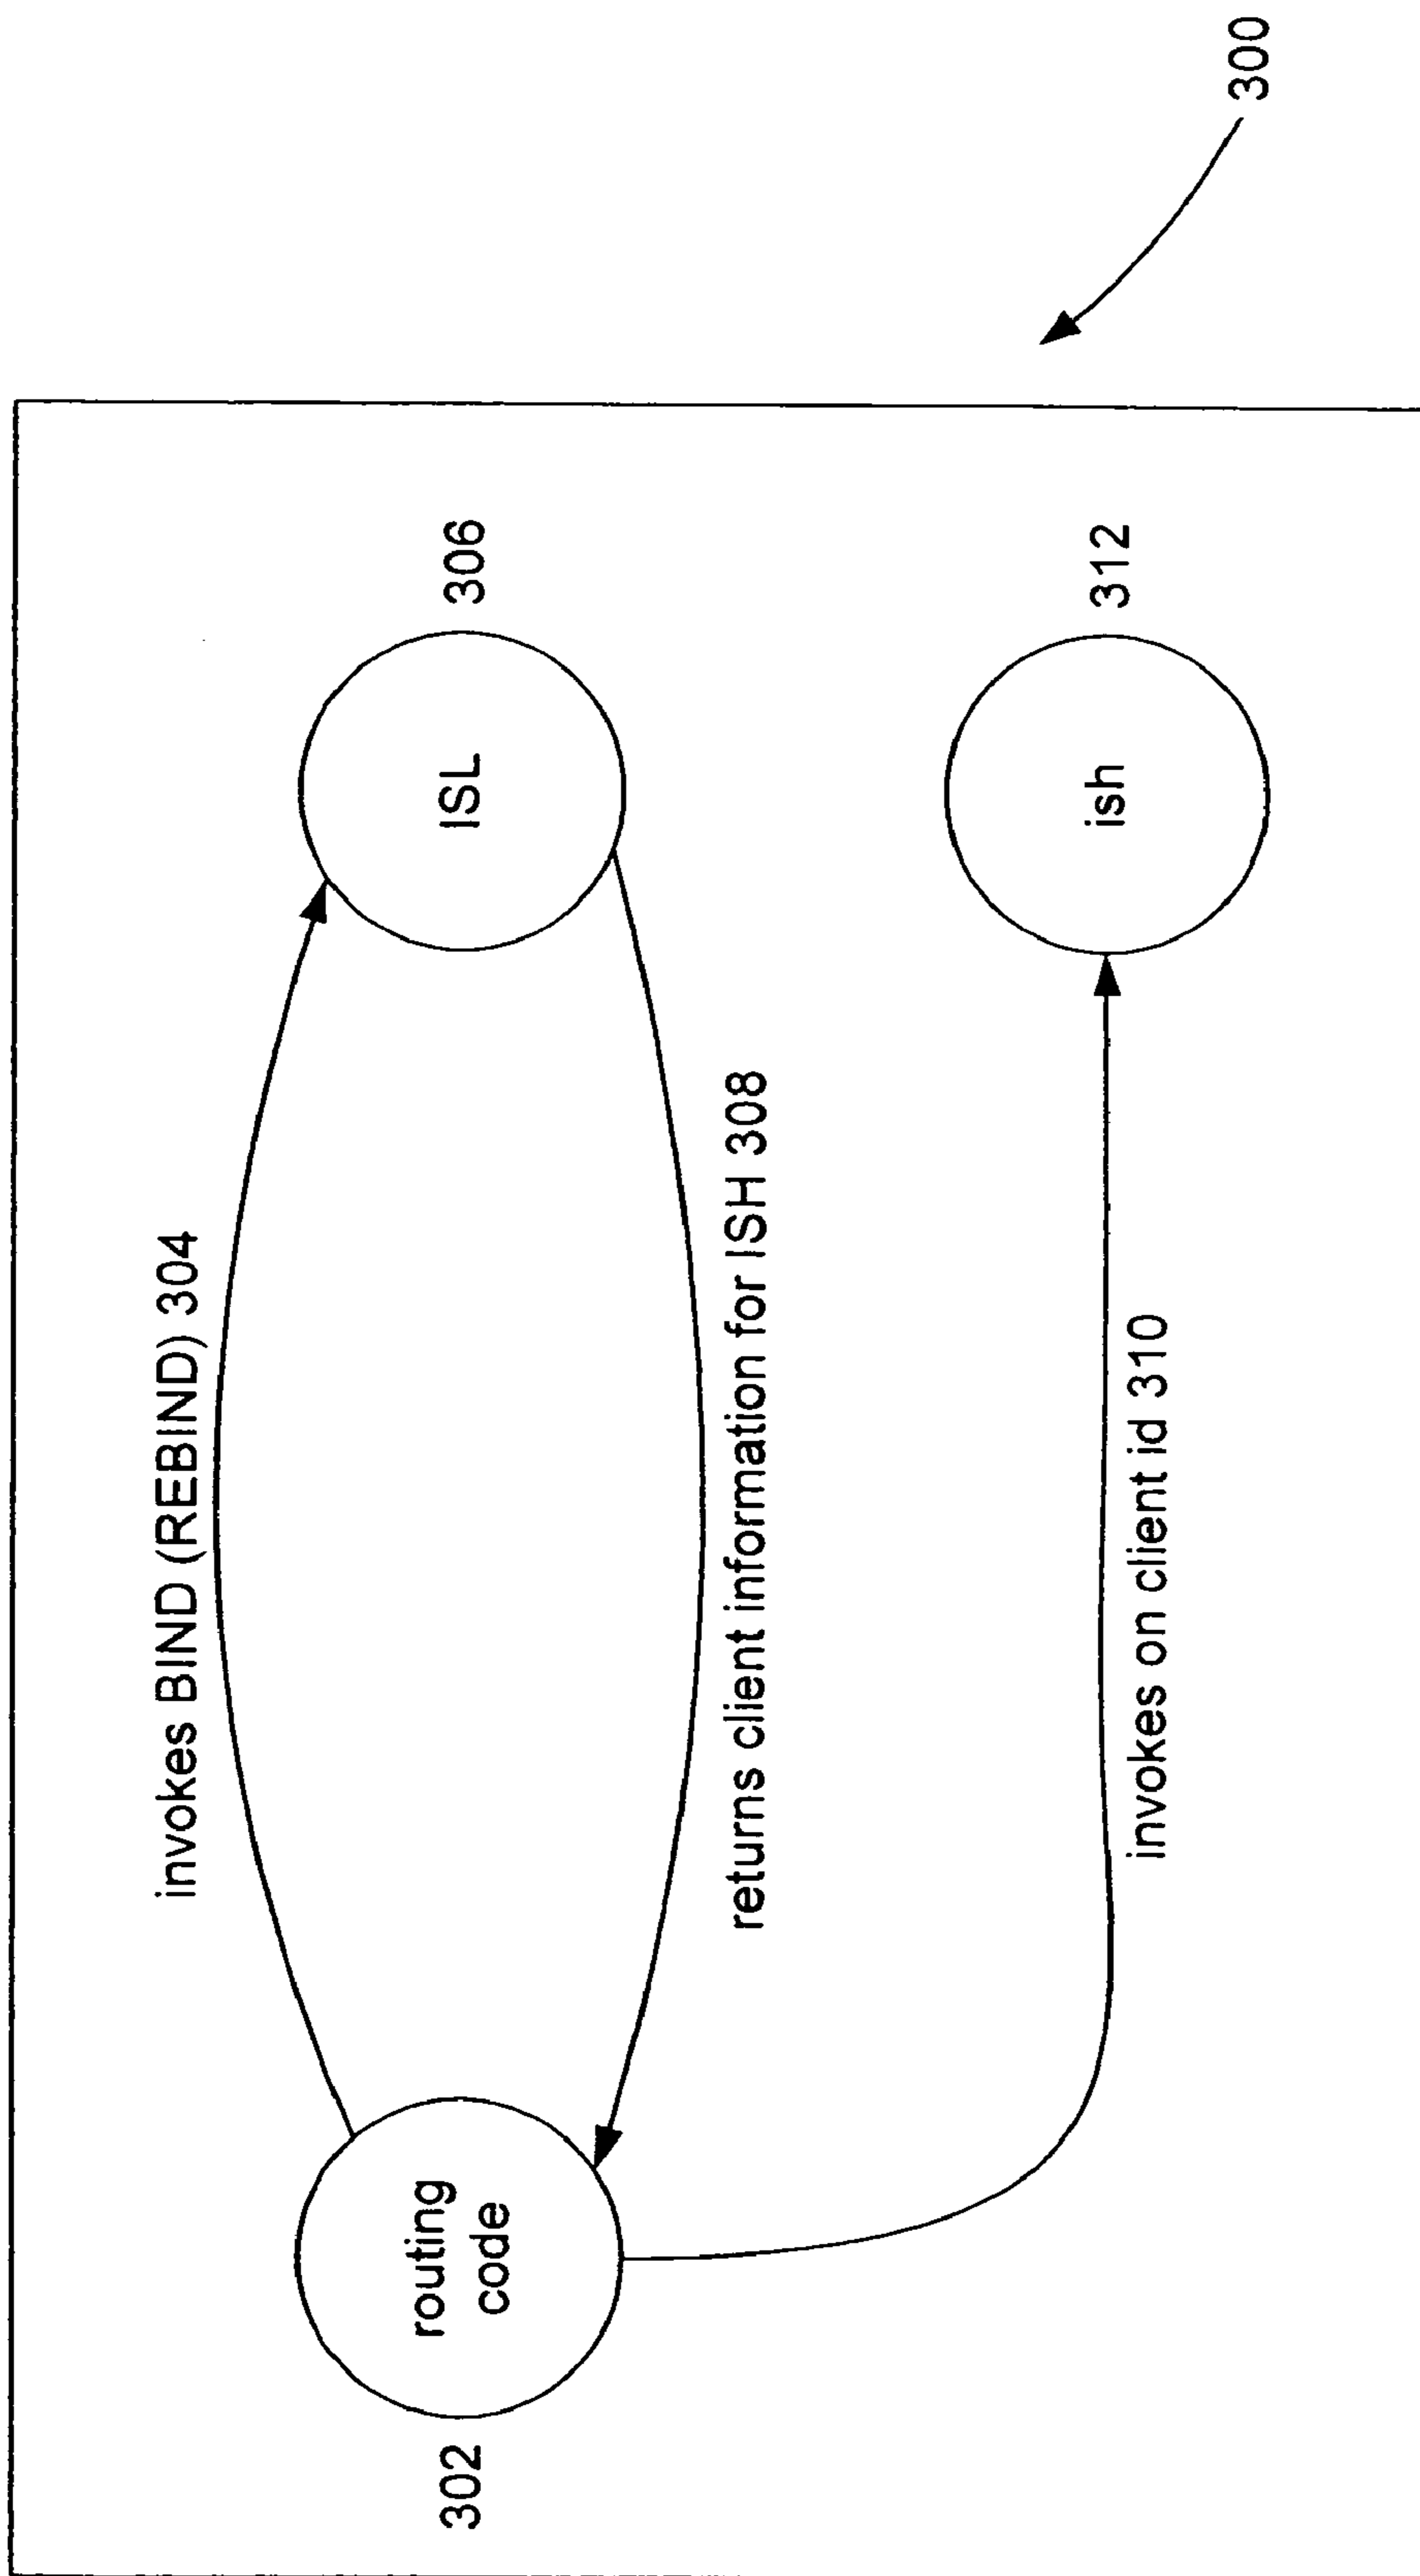 invokes BIND (REBIND) 304
302
routing
code
ISL
306
returns client information for ISH 308
invokes on client id 310
ish
312
300